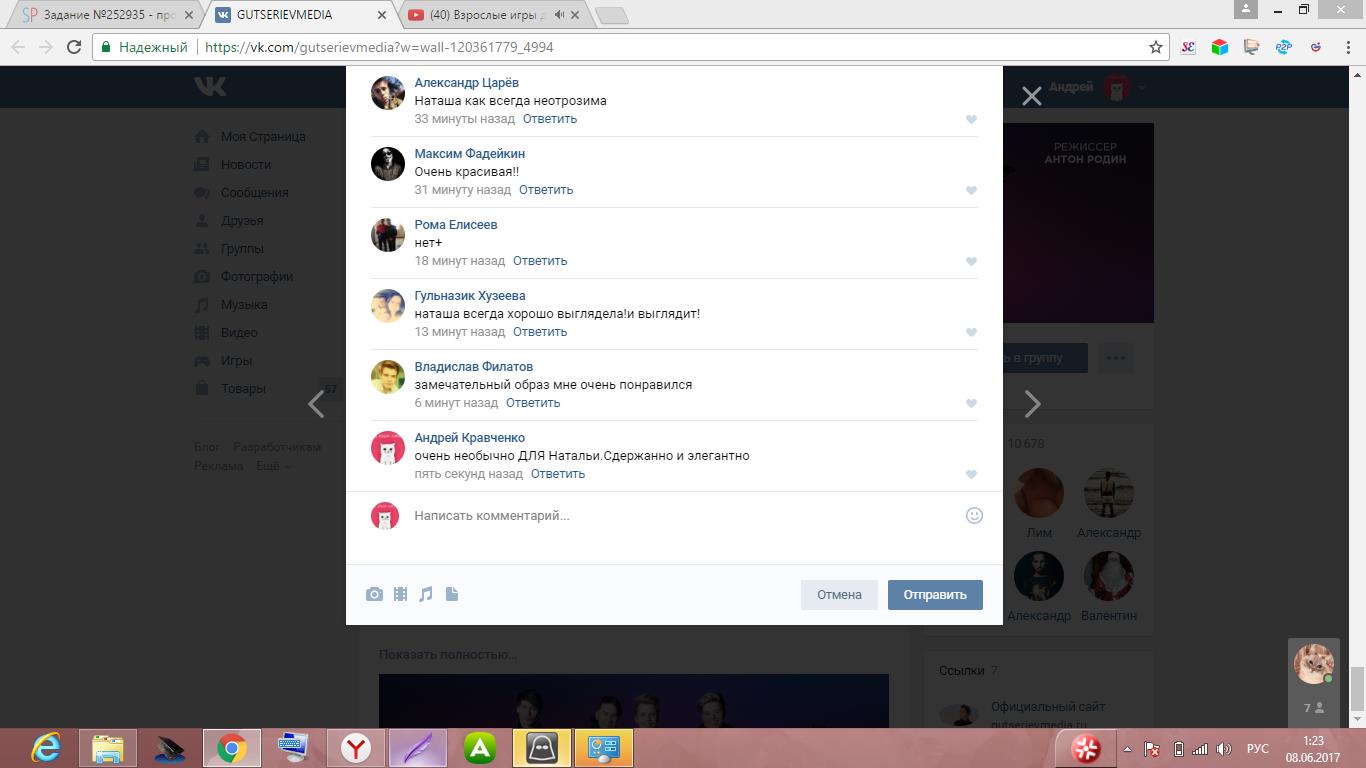 Задание №252935 - про
GUTSERIEVMEDIA
(40) Взрослые игры д
Надежный
https://vk.com/gutserievmedia?w=wall-120361779_4994
Андрей
Моя Страница
Новости
Сообщения
Друзья
Группы
Фотографии
Музыка
Видео
Игры
Товары
57
Блог Разработчикам
Реклама Ещё
Александр Царёв
Наташа как всегда неотрозима
33 минуты назад Ответить
Максим Фадейкин
Очень красивая!!
31 минуту назад Ответить
Рома Елисеев
нет+
18 минут назад Ответить
Гульназик Хузеева
наташа всегда хорошо выглядела!и выглядит!
13 минут назад Ответить
Владислав Филатов
замечательный образ мне очень понравился
6 минут назад Ответить
Андрей Кравченко
очень необычно ДЛЯ Натальи.Сдержанно и элегантно
пять секунд назад Ответить
Написать комментарий...
Отмена Отправить
Показать полностью...
РЕЖИССЕР
АНТОН РОДИН
ь в группу
10 678
Лим Александр
Александр Валентин
Ссылки 7
Официальный сайт
gutserievmedia.ru
7
РУС
1:23
08.06.2017